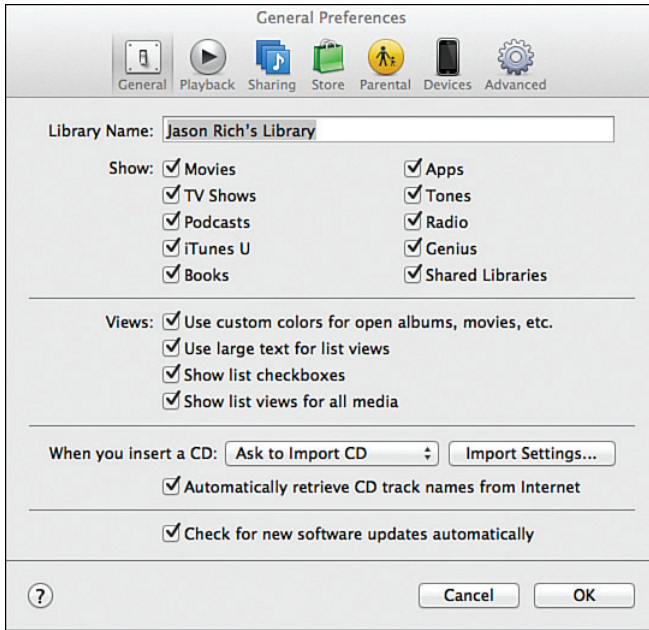 General Preferences
General Playback Sharing Store Parental Devices Advanced
Library Name: Jason Rich's Library
Show: Movies Apps
TV Shows Tones
Podcasts Radio
iTunes U Genius
Books Shared Libraries
Views: Use custom colors for open albums, movies, etc.
Use large text for list views
Show list checkboxes
Show list views for all media
When you insert a CD: Ask to Import CD Import Settings...
Automatically retrieve CD track names from Internet
Check for new software updates automatically
? Cancel OK